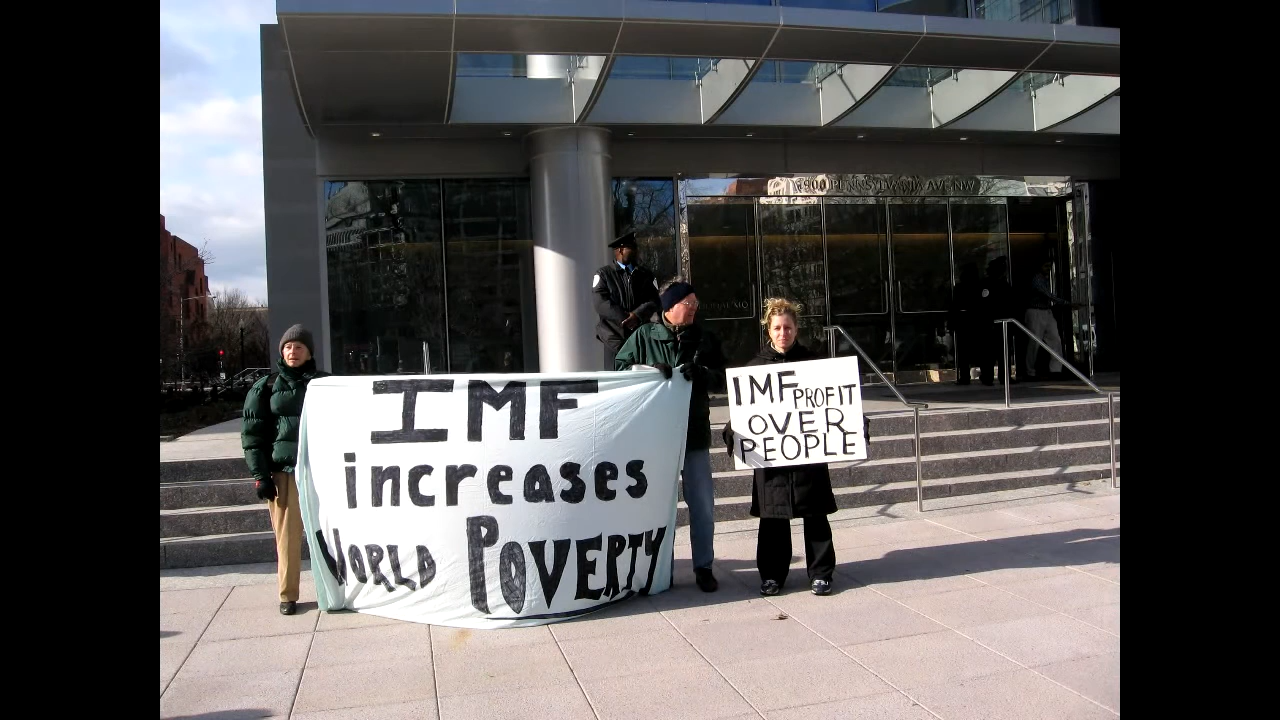 1900 PENNSYLVANIA AVE NW
IMF
increases
WORLD POVERTY
IMF PROFIT
OVER
PEOPLE